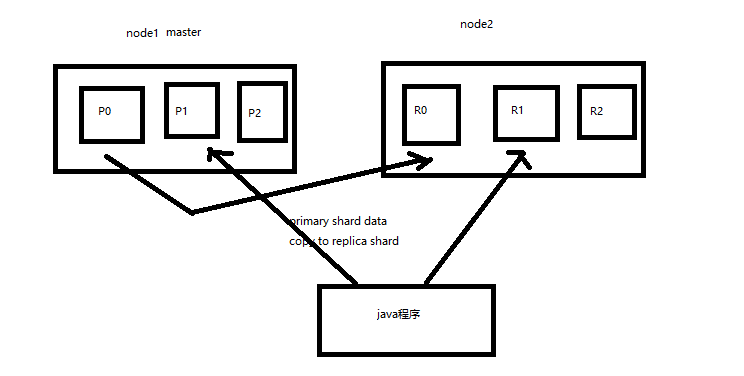 node1 master
node2
P0
P1
P2
R0
R1
R2
primary shard data
copy to replica shard
java程序